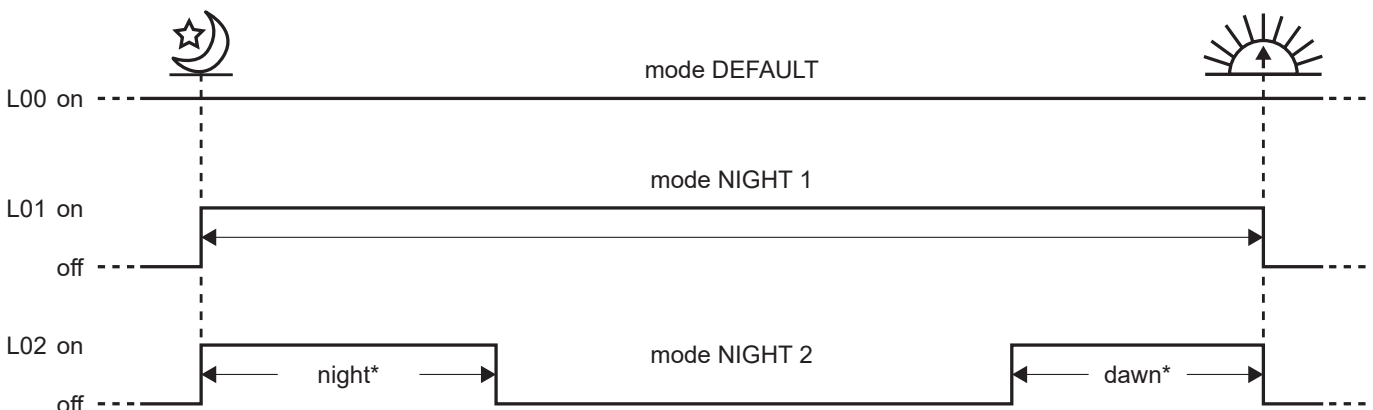 mode DEFAULT
L00 on
mode NIGHT 1
L01 on
off
L02 on
mode NIGHT 2
night*
dawn*
off